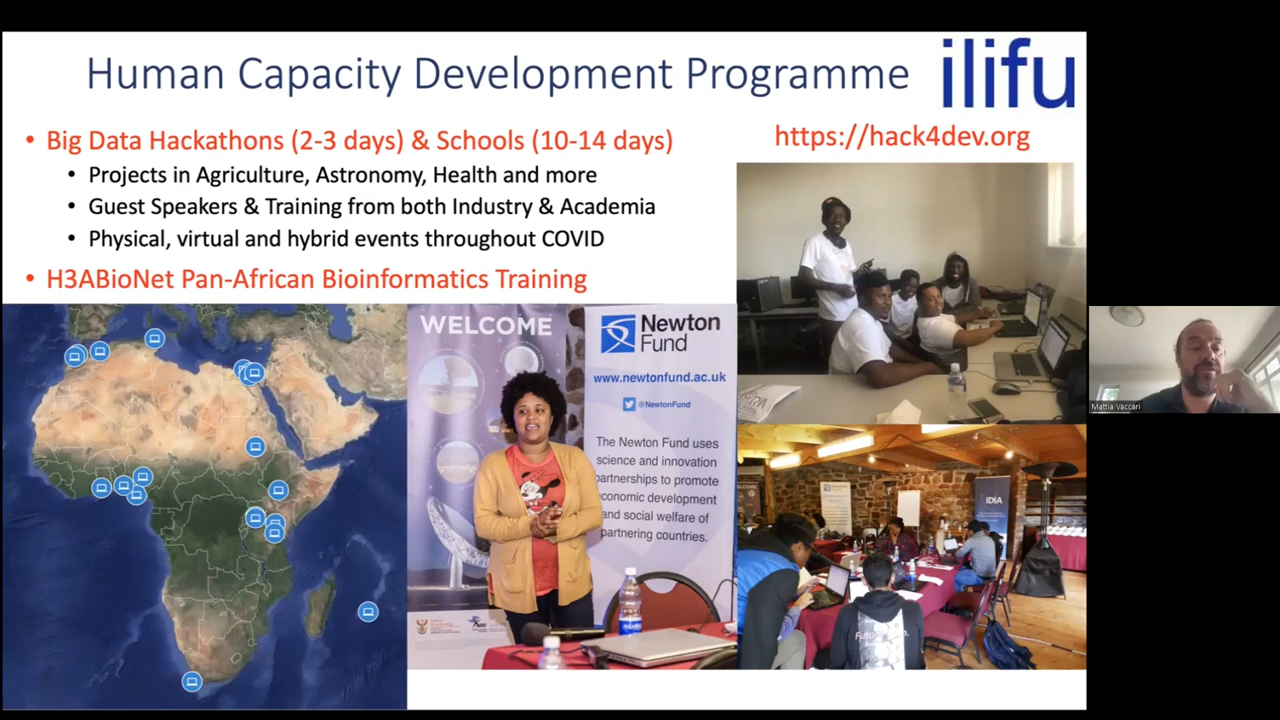 Human Capacity Development Programme
ilifu
• Big Data Hackathons (2-3 days) & Schools (10-14 days)
• Projects in Agriculture, Astronomy, Health and more
• Guest Speakers & Training from both Industry & Academia
• Physical, virtual and hybrid events throughout COVID
• H3ABioNet Pan-African Bioinformatics Training
https://hack4dev.org
WELCOME
Newton
Fund
www.newtonfund.ac.uk
@NewtonFund
The Newton Fund uses
science and innovation
partnerships to promote
economic development
and social welfare of
partnering countries.
Newton
Fund
IDIA
Mattia Vaccari